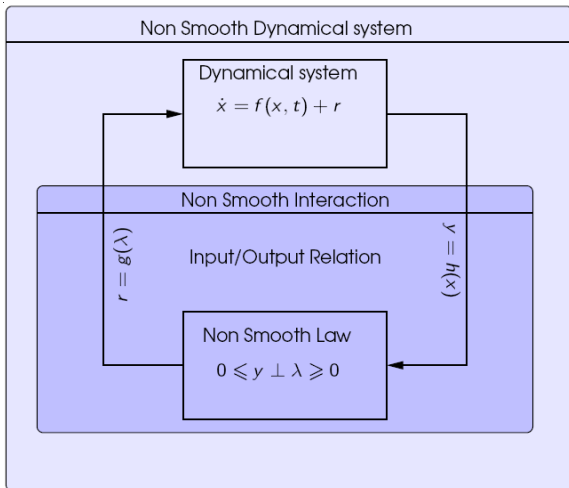 Non Smooth Dynamical system
Dynamical system
ẋ = f(x, t) + r
Non Smooth Interaction
r = g(λ)
Input/Output Relation
y = h(x)
Non Smooth Law
0 ⩽ y ⊥ λ ⩾ 0